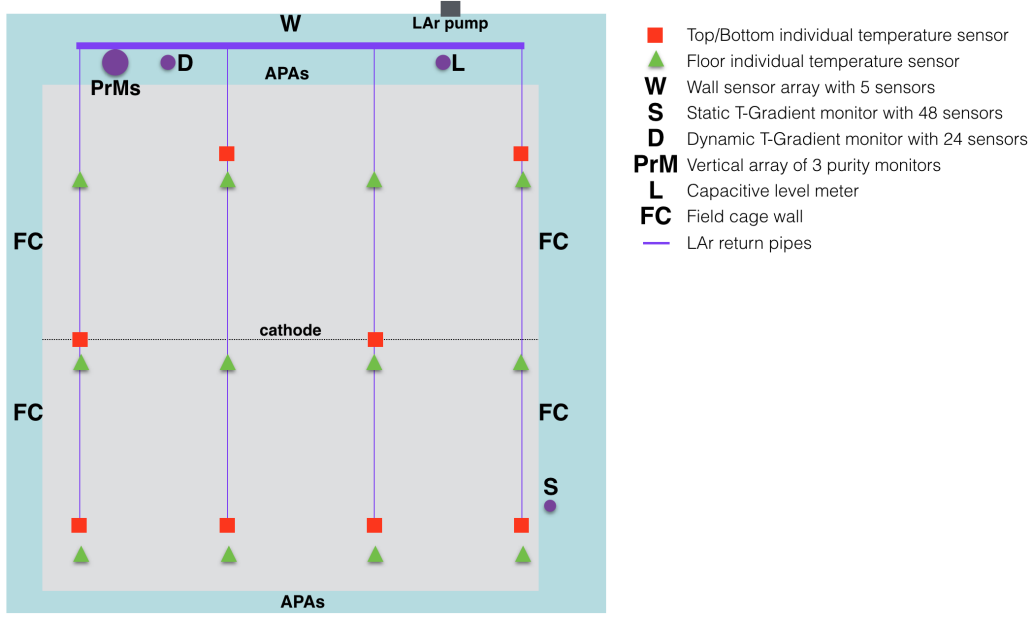 W
LAr pump
D
L
PrMs
APAs
FC
FC
cathode
FC
FC
S
APAs
Top/Bottom individual temperature sensor
Floor individual temperature sensor
W Wall sensor array with 5 sensors
S Static T-Gradient monitor with 48 sensors
D Dynamic T-Gradient monitor with 24 sensors
PrM Vertical array of 3 purity monitors
L Capacitive level meter
FC Field cage wall
LAr return pipes